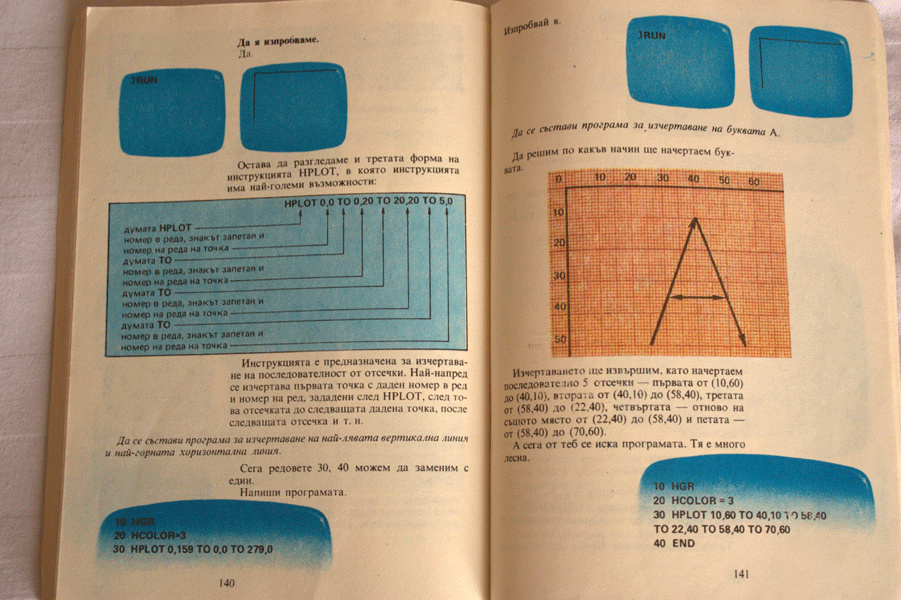 Да я изпробваме.
Да.
]RUN
Остава да разгледаме и третата форма на
инструкцията HPLOT, в която инструкцията
има най-големи възможности:
HPLOT 0,0 TO 0,20 TO 20,20 TO 5,0
думата HPLOT
номер в реда, знакът запетая и
номер на реда на точка
думата TO
номер в реда, знакът запетая и
номер на реда на точка
думата TO
номер в реда, знакът запетая и
номер на реда на точка
думата TO
номер в реда, знакът запетая и
номер на реда на точка
Инструкцията е предназначена за изчертава-
не на последователност от отсечки. Най-напред
се изчертава първата точка с даден номер в ред
и номер на ред, зададени след HPLOT, след то-
ва отсечката до следващата дадена точка, после
следващата отсечка и т. н.
Да се състави програма за изчертаване на най-лявата вертикална линия
и най-горната хоризонтална линия.
Сега редовете 30, 40 можем да заменим с
един.
Напиши програмата.
10 HGR
20 HCOLOR=3
30 HPLOT 0,159 TO 0,0 TO 279,0
140
Изпробвай я.
]RUN
Да се състави програма за изчертаване на буквата А.
Да решим по какъв начин ще начертаем бук-
вата.
0 10 20 30 40 50 60
10
20
30
40
50
Изчертаването ще извършим, като начертаем
последователно 5 отсечки — първата от (10,60)
до (40,10), втората от (40,10) до (58,40), третата
от (58,40) до (22,40), четвъртата — отново на
същото място от (22,40) до (58,40) и петата —
от (58,40) до (70,60).
А сега от теб се иска програмата. Тя е много
лесна.
10 HGR
20 HCOLOR = 3
30 HPLOT 10,60 TO 40,10 TO 58,40
TO 22,40 TO 58,40 TO 70,60
40 END
141